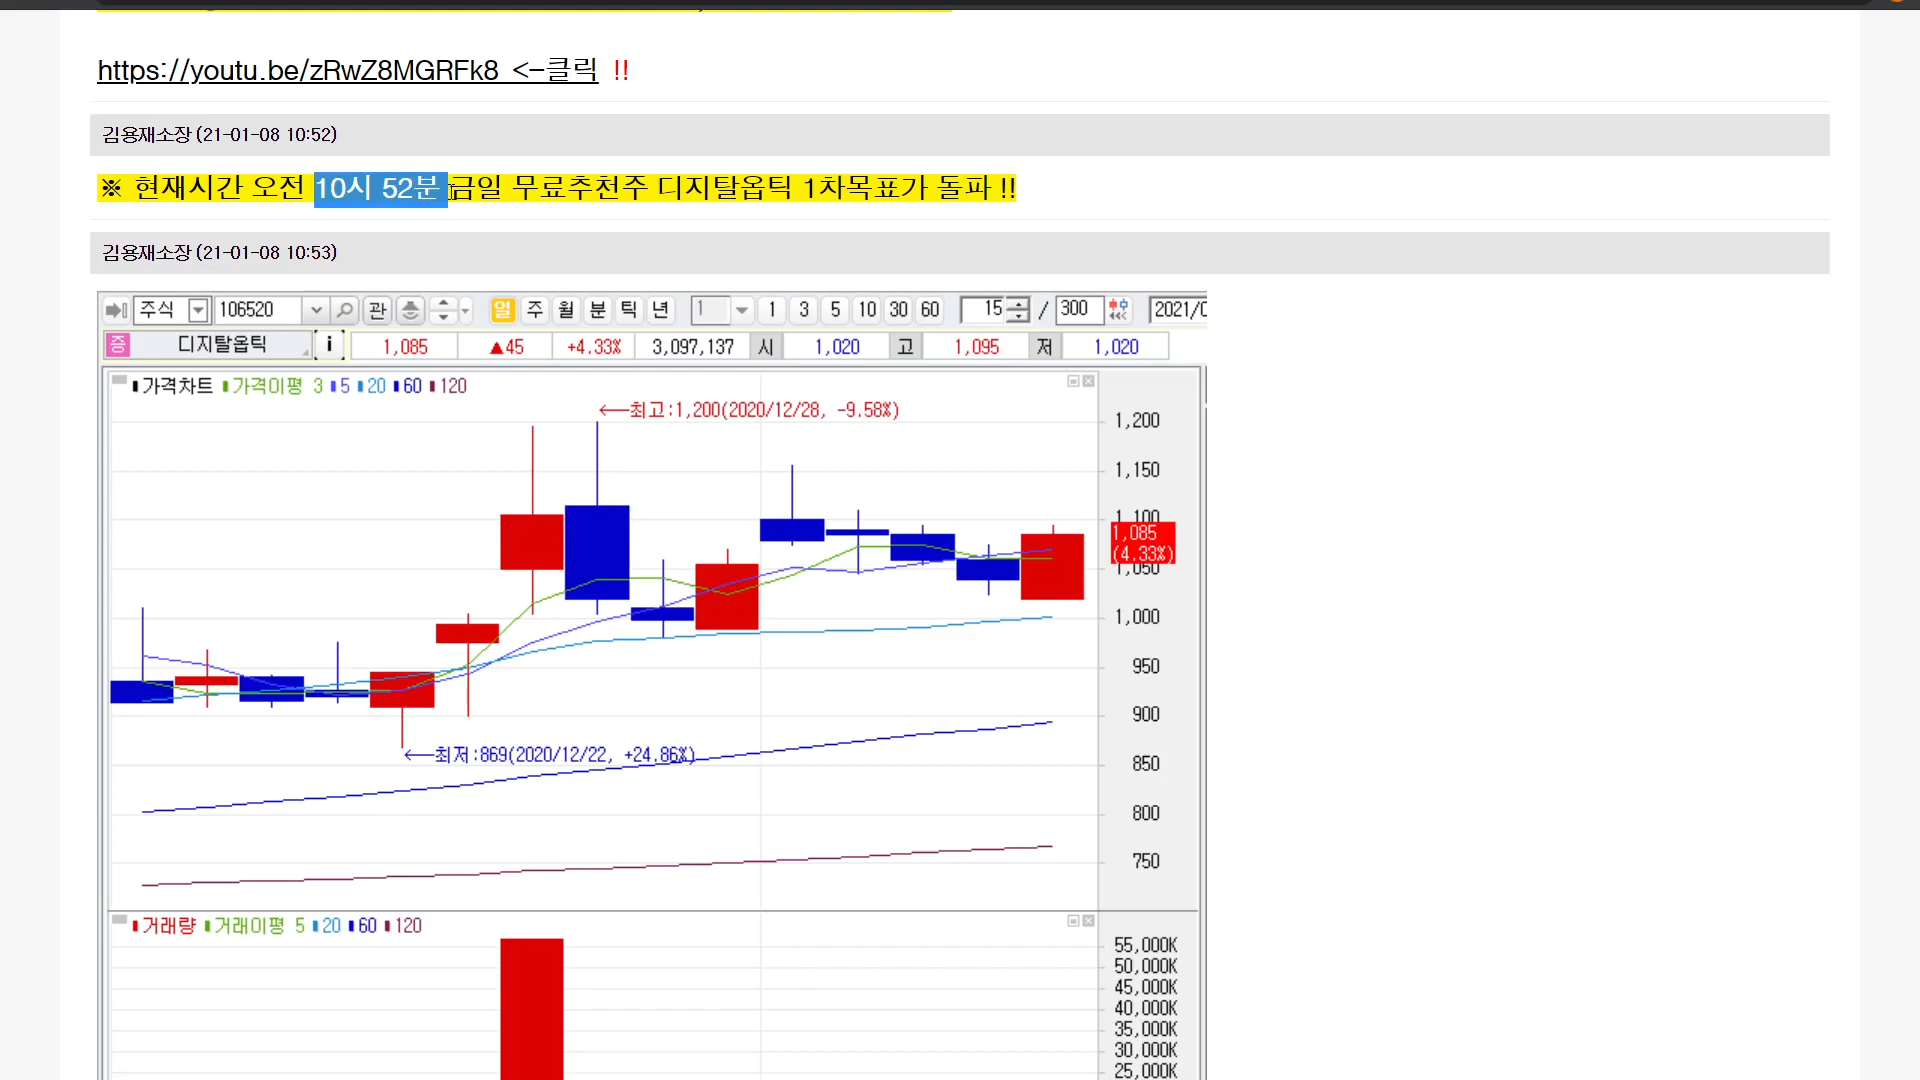 https://youtu.be/zRwZ8MGRFk8 <-클릭 !!
김용재소장 (21-01-08 10:52)
※ 현재시간 오전 10시 52분 금일 무료추천주 디지탈옵틱 1차목표가 돌파 !!
김용재소장 (21-01-08 10:53)
주식 106520 관 일 주 월 분 틱 년 1 1 3 5 10 30 60 15 / 300 2021/0
증 디지탈옵틱 i 1,085 ▲45 +4.33% 3,097,137 시 1,020 고 1,095 저 1,020
가격차트 가격이평 3 5 20 60 120
←최고:1,200(2020/12/28, -9.58%)
1,200
1,150
1,100
1,085
(4.33%)
1,050
1,000
950
900
←최저:869(2020/12/22, +24.86%)
850
800
750
거래량 거래이평 5 20 60 120
55,000K
50,000K
45,000K
40,000K
35,000K
30,000K
25,000K